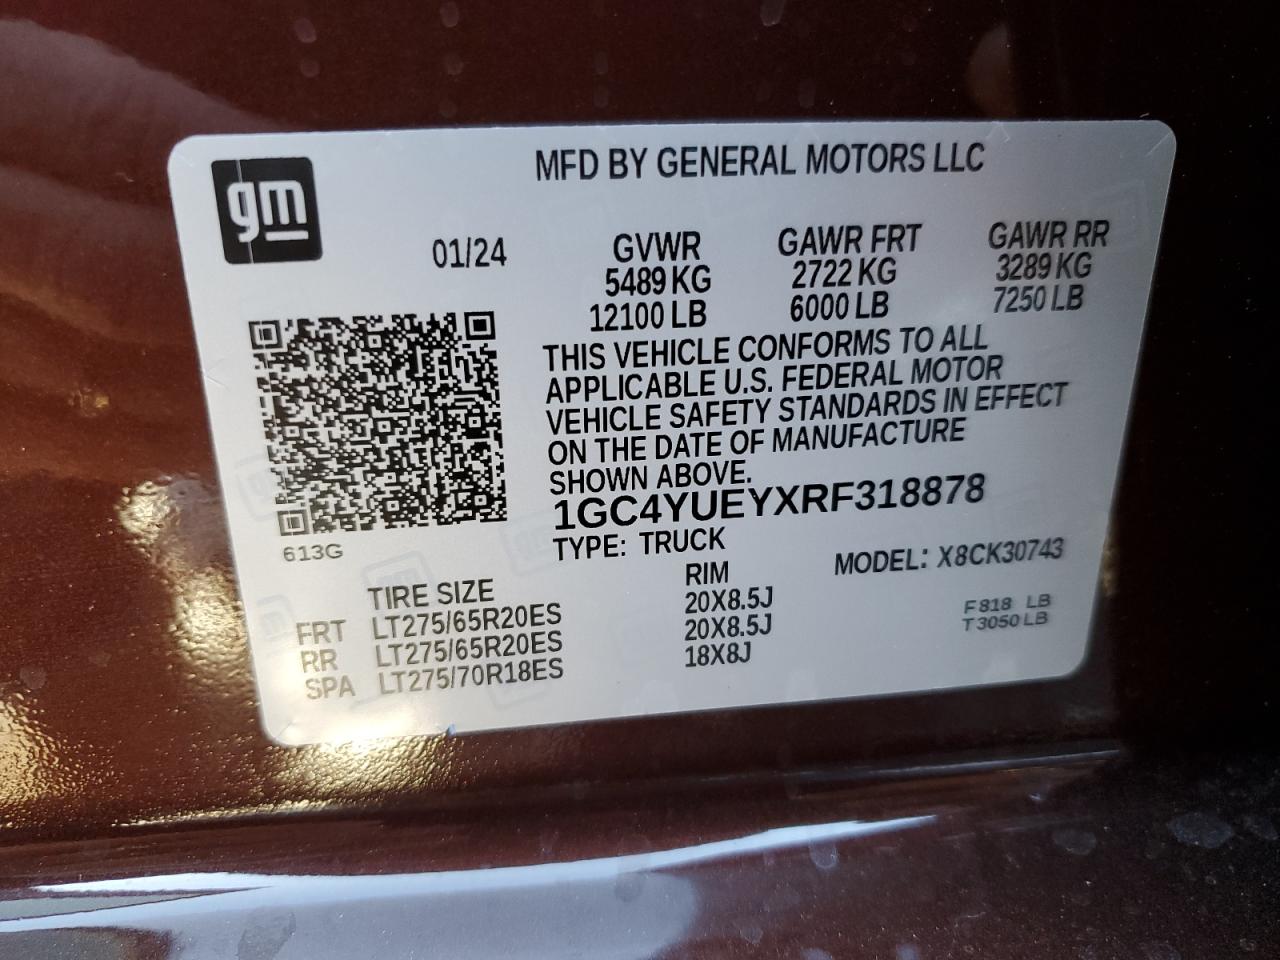 gm
MFD BY GENERAL MOTORS LLC
01/24
GVWR GAWR FRT GAWR RR
5489 KG 2722 KG 3289 KG
12100 LB 6000 LB 7250 LB
THIS VEHICLE CONFORMS TO ALL
APPLICABLE U.S. FEDERAL MOTOR
VEHICLE SAFETY STANDARDS IN EFFECT
ON THE DATE OF MANUFACTURE
SHOWN ABOVE.
1GC4YUEYXRF318878
613G
TYPE: TRUCK
MODEL: X8CK30743
TIRE SIZE RIM
FRT LT275/65R20ES 20X8.5J
RR LT275/65R20ES 20X8.5J
SPA LT275/70R18ES 18X8J
F818 LB
T3050LB